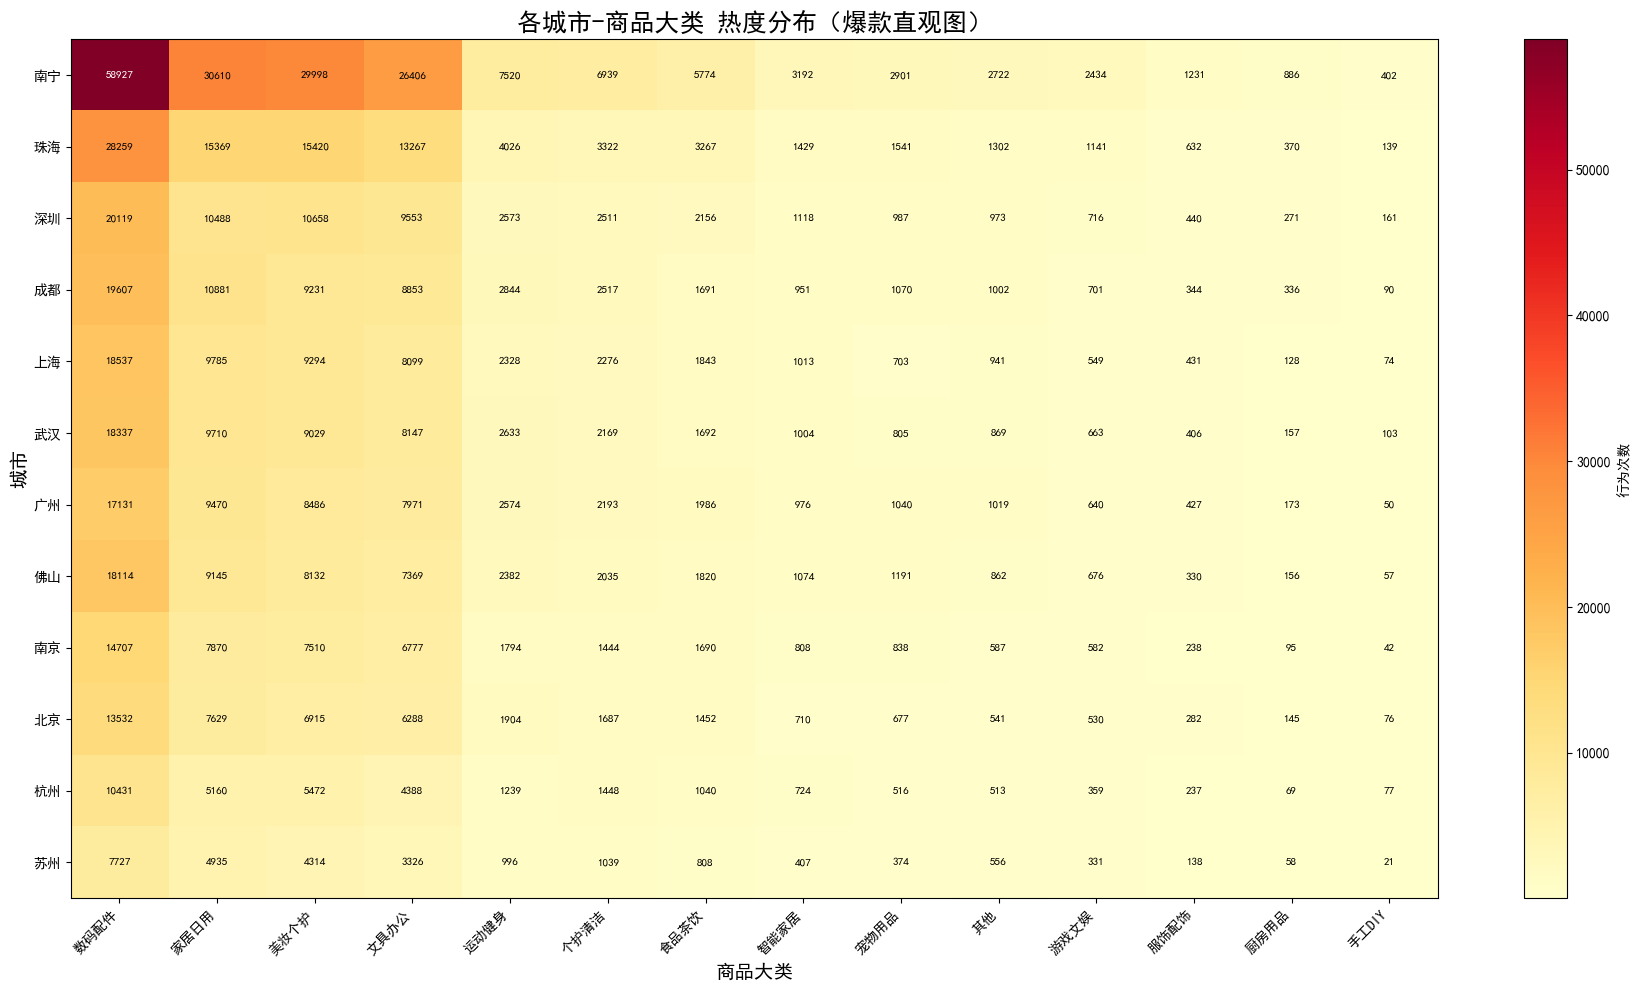 各城市-商品大类 热度分布（爆款直观图）
南宁 58927 30610 29998 26406 7520 6939 5774 3192 2901 2722 2434 1231 886 402
珠海 28259 15369 15420 13267 4026 3322 3267 1429 1541 1302 1141 632 370 139
深圳 20119 10488 10658 9553 2573 2511 2156 1118 987 973 716 440 271 161
成都 19607 10881 9231 8853 2844 2517 1691 951 1070 1002 701 344 336 90
上海 18537 9785 9294 8099 2328 2276 1843 1013 703 941 549 431 128 74
武汉 18337 9710 9029 8147 2633 2169 1692 1004 805 869 663 406 157 103
广州 17131 9470 8486 7971 2574 2193 1986 976 1040 1019 640 427 173 50
佛山 18114 9145 8132 7369 2382 2035 1820 1074 1191 862 676 330 156 57
南京 14707 7870 7510 6777 1794 1444 1690 808 838 587 582 238 95 42
北京 13532 7629 6915 6288 1904 1687 1452 710 677 541 530 282 145 76
杭州 10431 5160 5472 4388 1239 1448 1040 724 516 513 359 237 69 77
苏州 7727 4935 4314 3326 996 1039 808 407 374 556 331 138 58 21
城市
数码配件 家居日用 美妆个护 文具办公 运动健身 个护清洁 食品茶饮 智能家居 宠物用品 其他 游戏文娱 服饰配饰 厨房用品 手工DIY
商品大类
50000
40000
30000
20000
10000
行为次数